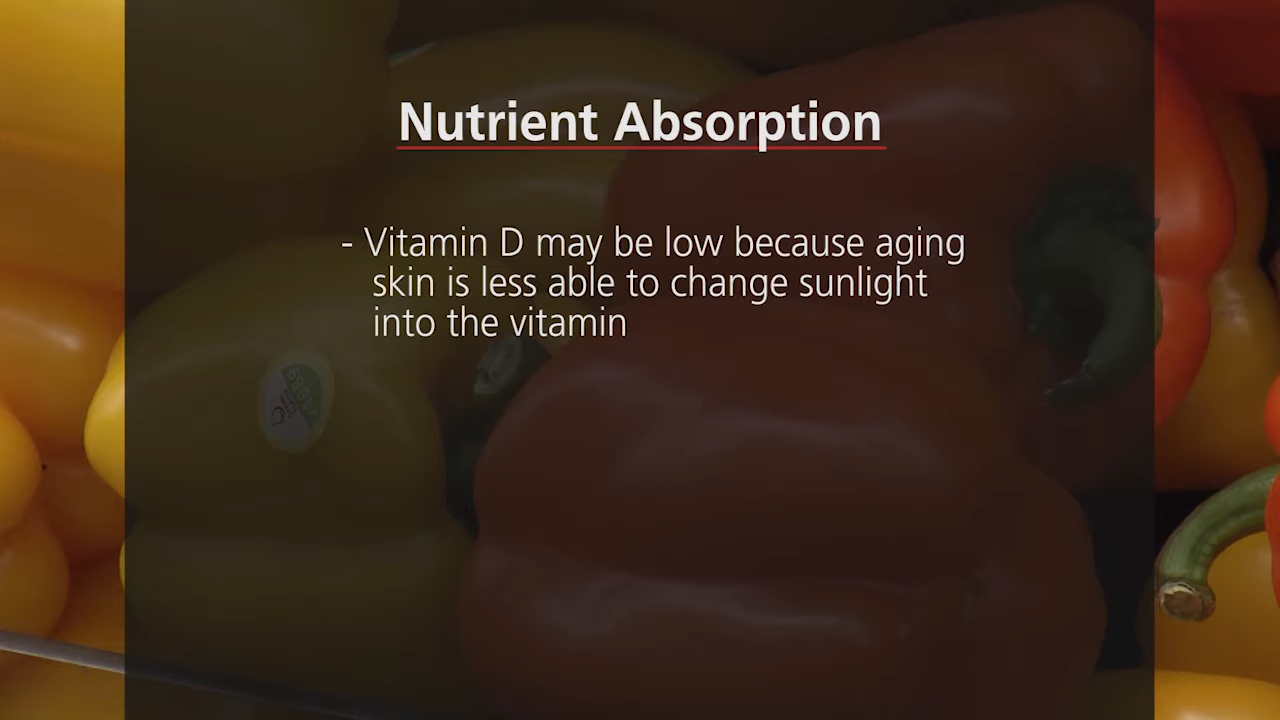 Nutrient Absorption
- Vitamin D may be low because aging
skin is less able to change sunlight
into the vitamin